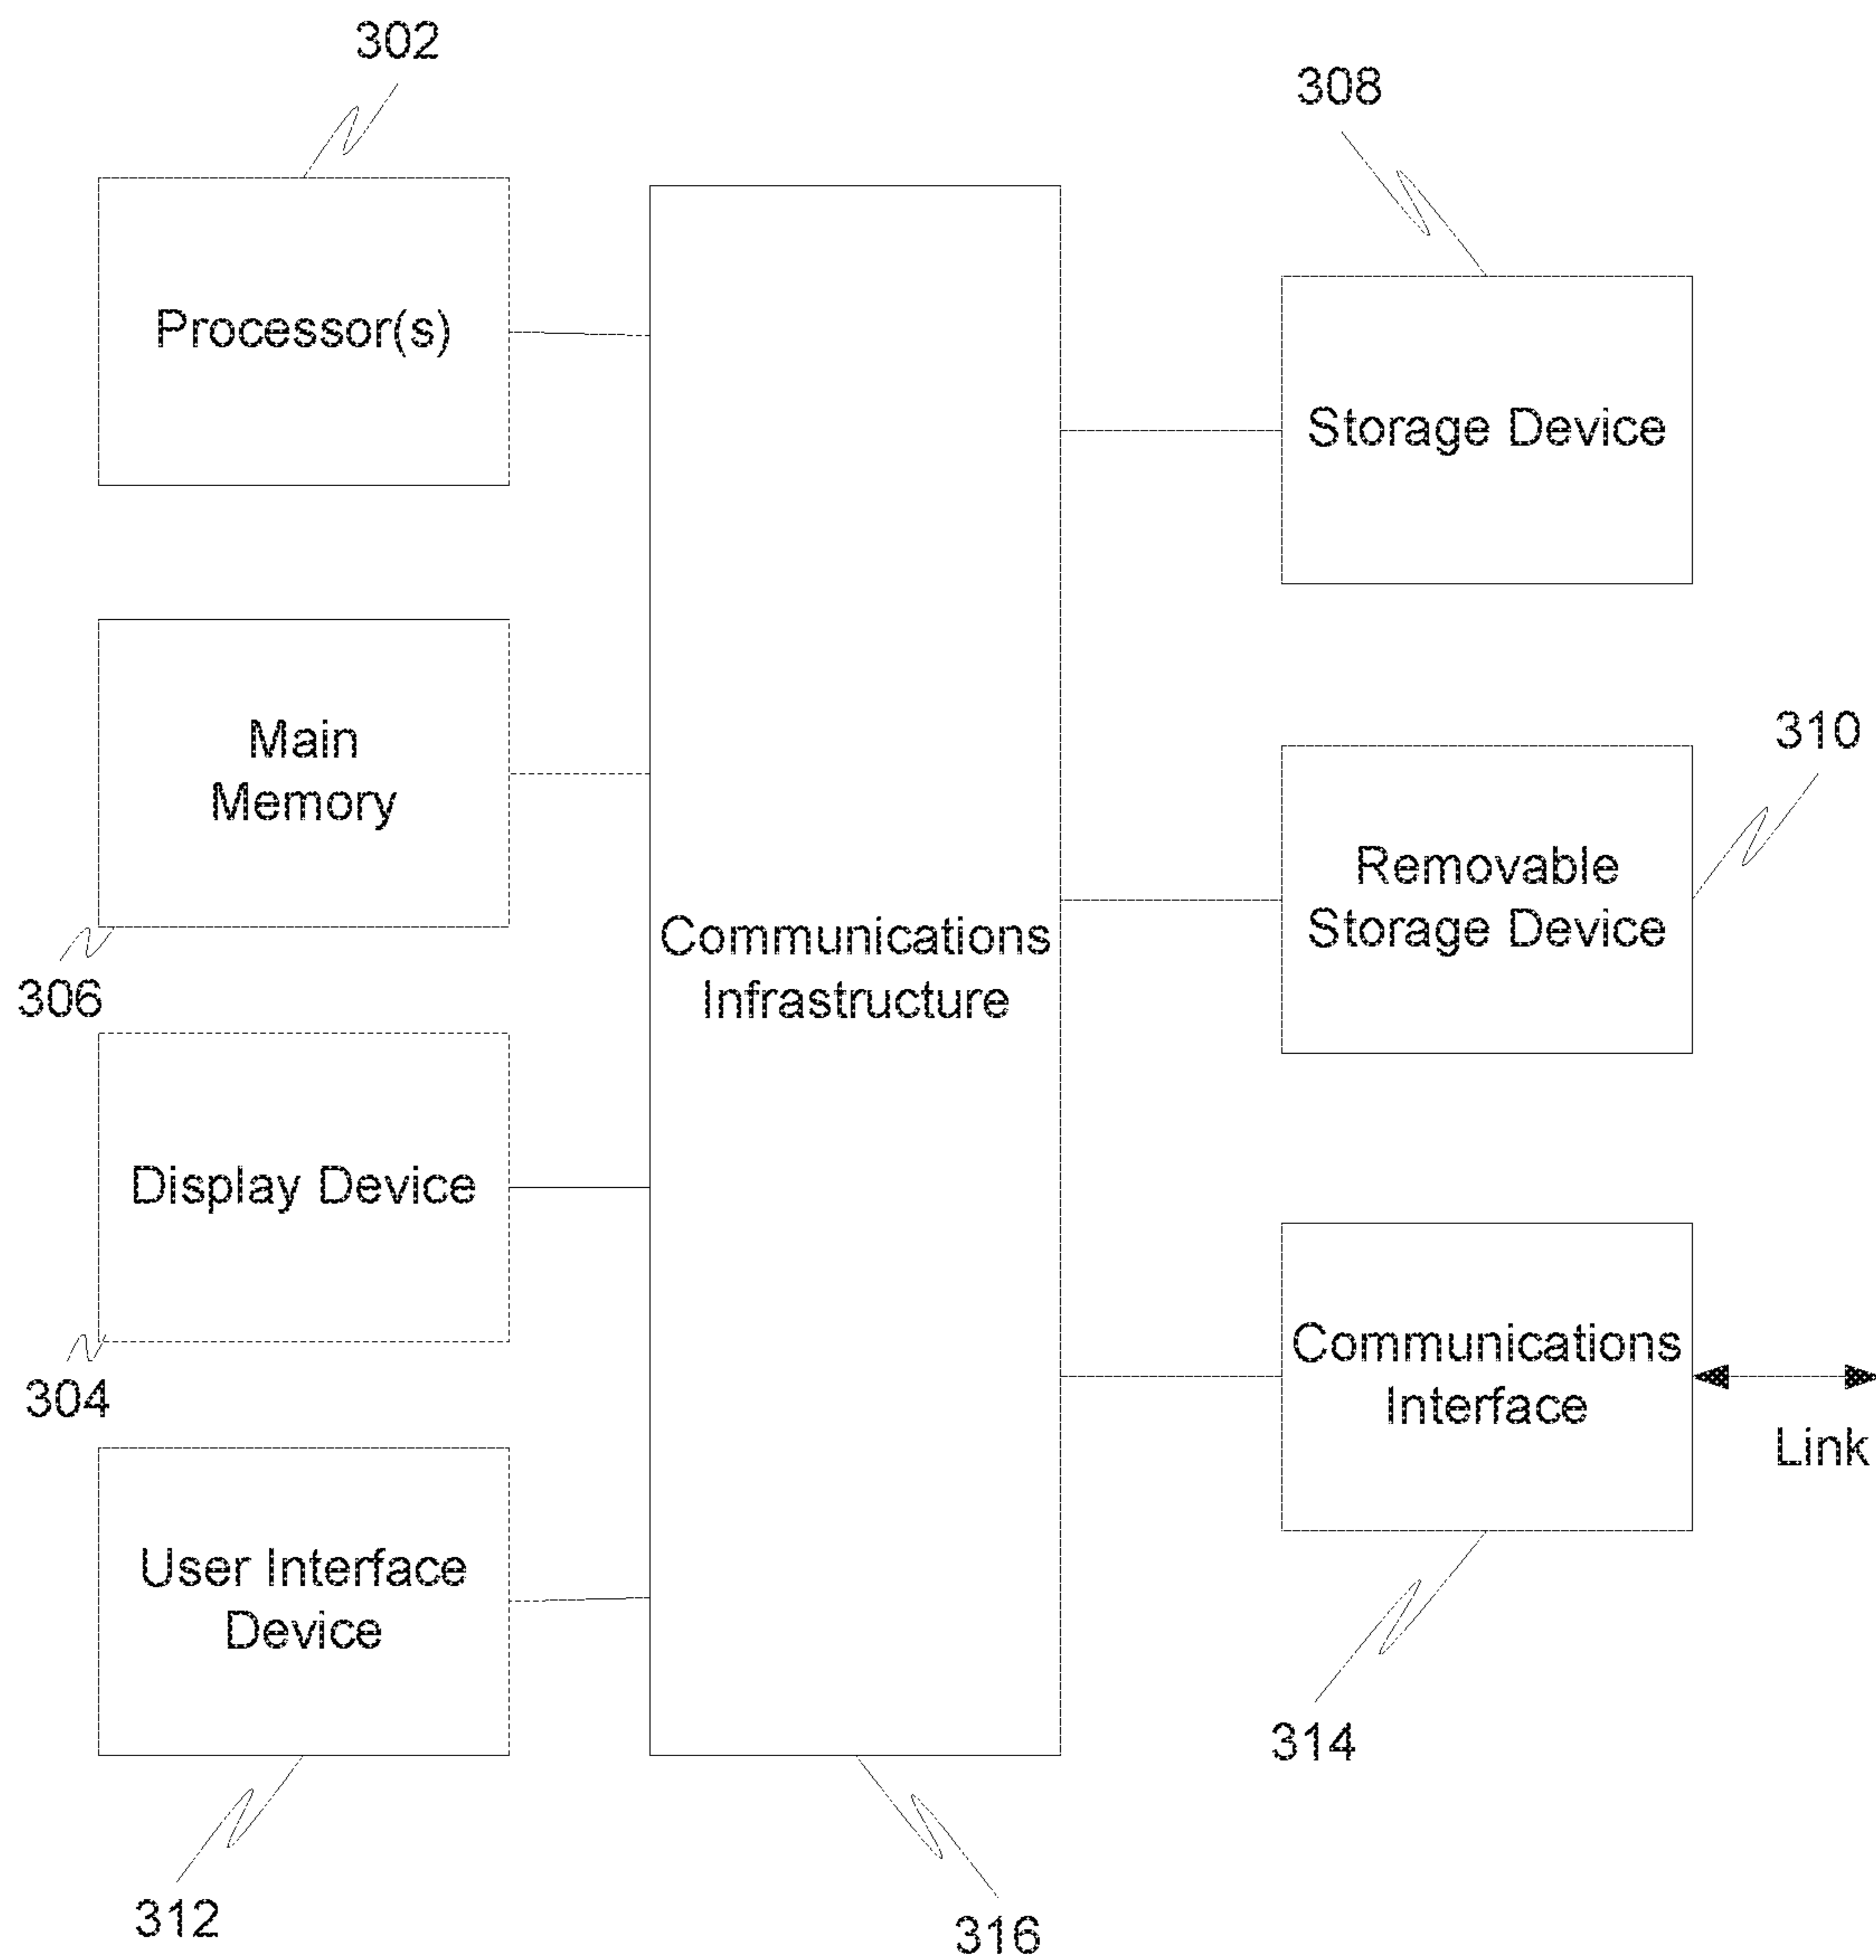 302
308
Processor(s)
Storage Device
310
Main
Memory
Removable
Storage Device
306
Communications
Infrastructure
Display Device
304
Communications
Interface
Link
User Interface
Device
314
312
316